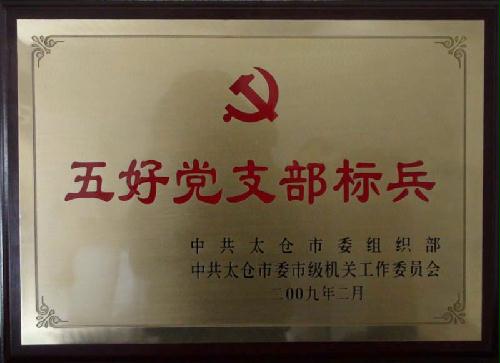 五好党支部标兵
中共太仓市委组织部
中共太仓市委市级机关工作委员会
二00九年二月